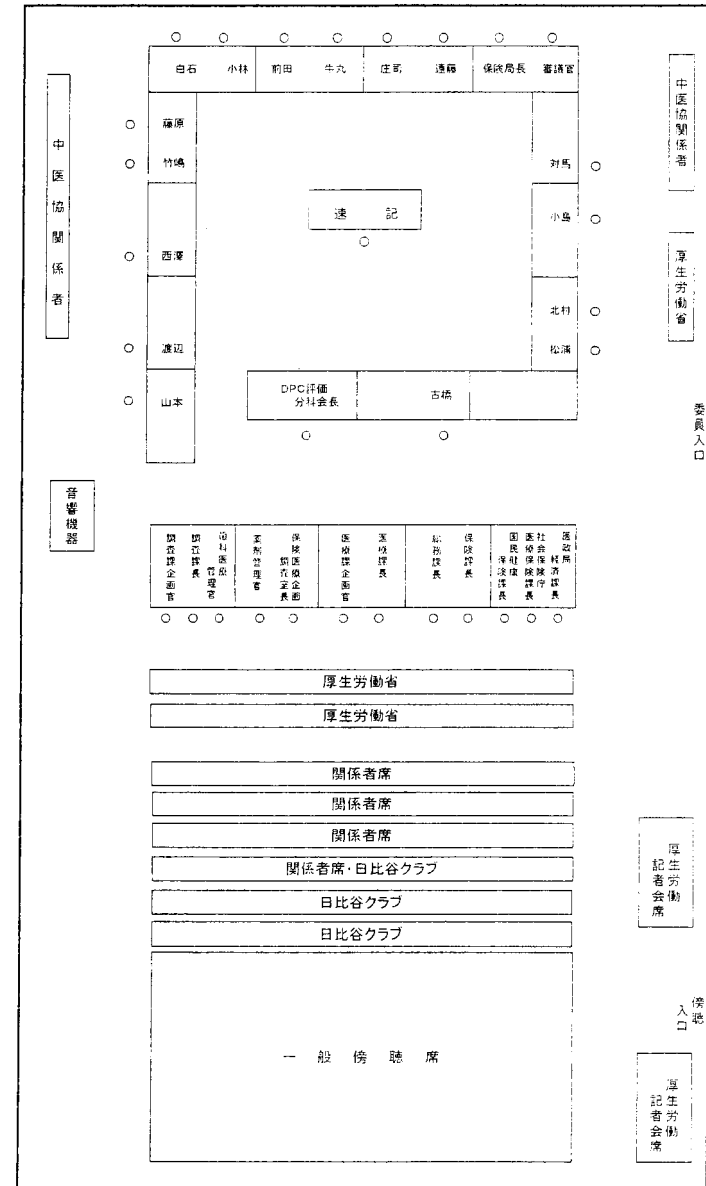 白石 小林 前田 牛丸 庄司 遠藤 保険局長 審議官
藤原
竹嶋
西澤
渡辺
山本
対馬
小島
北村
松浦
速記
DPC評価
分科会長
古橋
中医協関係者
中医協関係者
厚生労働省
委員入口
音響機器
調査課企画官
調査課長
歯科医療
管理官
薬剤管理官
保険医療企画
調査室長
医療課企画官
医療課長
総務課長
保険課長
国民健康
保険課長
社会保険庁
医療保険課長
医政局
経済課長
厚生労働省
厚生労働省
関係者席
関係者席
関係者席
関係者席・日比谷クラブ
日比谷クラブ
日比谷クラブ
一般傍聴席
厚生労働
記者会席
傍聴
入口
厚生労働
記者会席